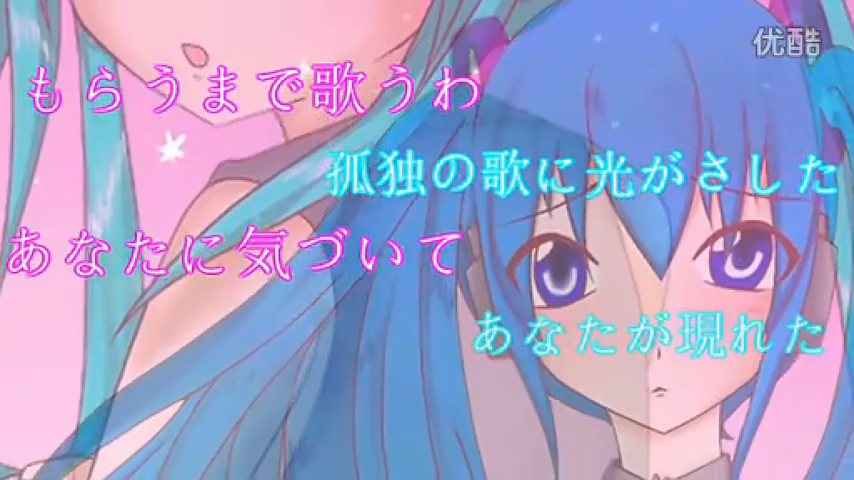 优酷
もらうまで歌うわ
孤独の歌に光がさした
あなたに気づいて
あなたが現れた